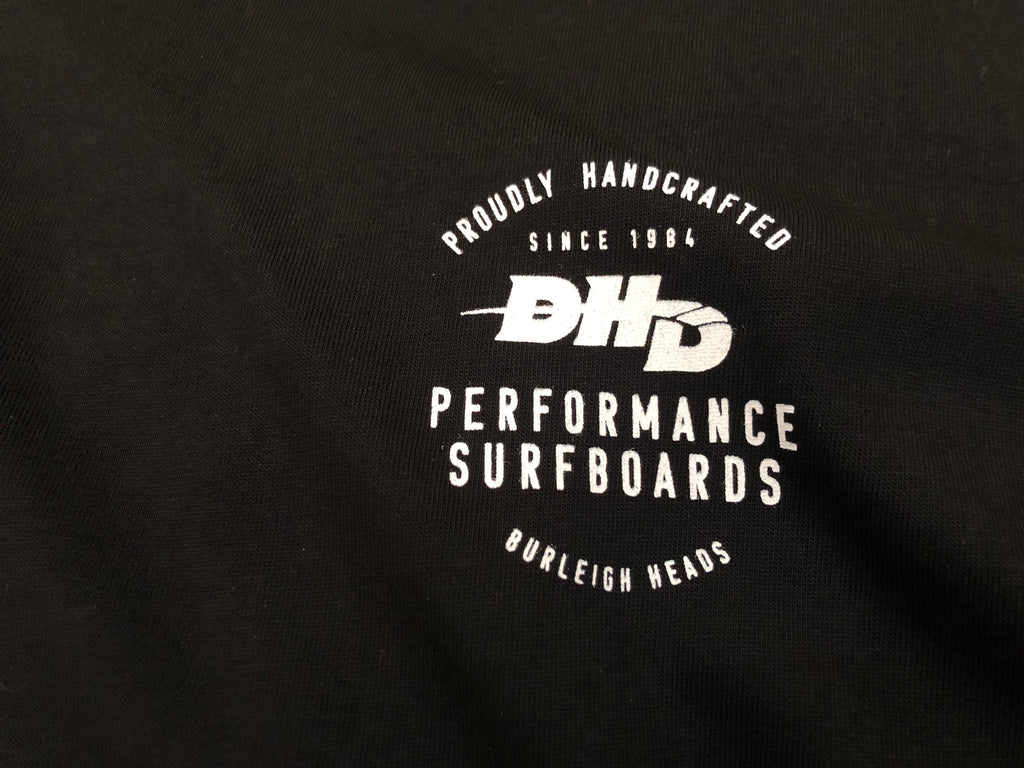 PROUDLY HANDCRAFTED
SINCE 1984
DHD
PERFORMANCE
SURFBOARDS
BURLEIGH HEADS